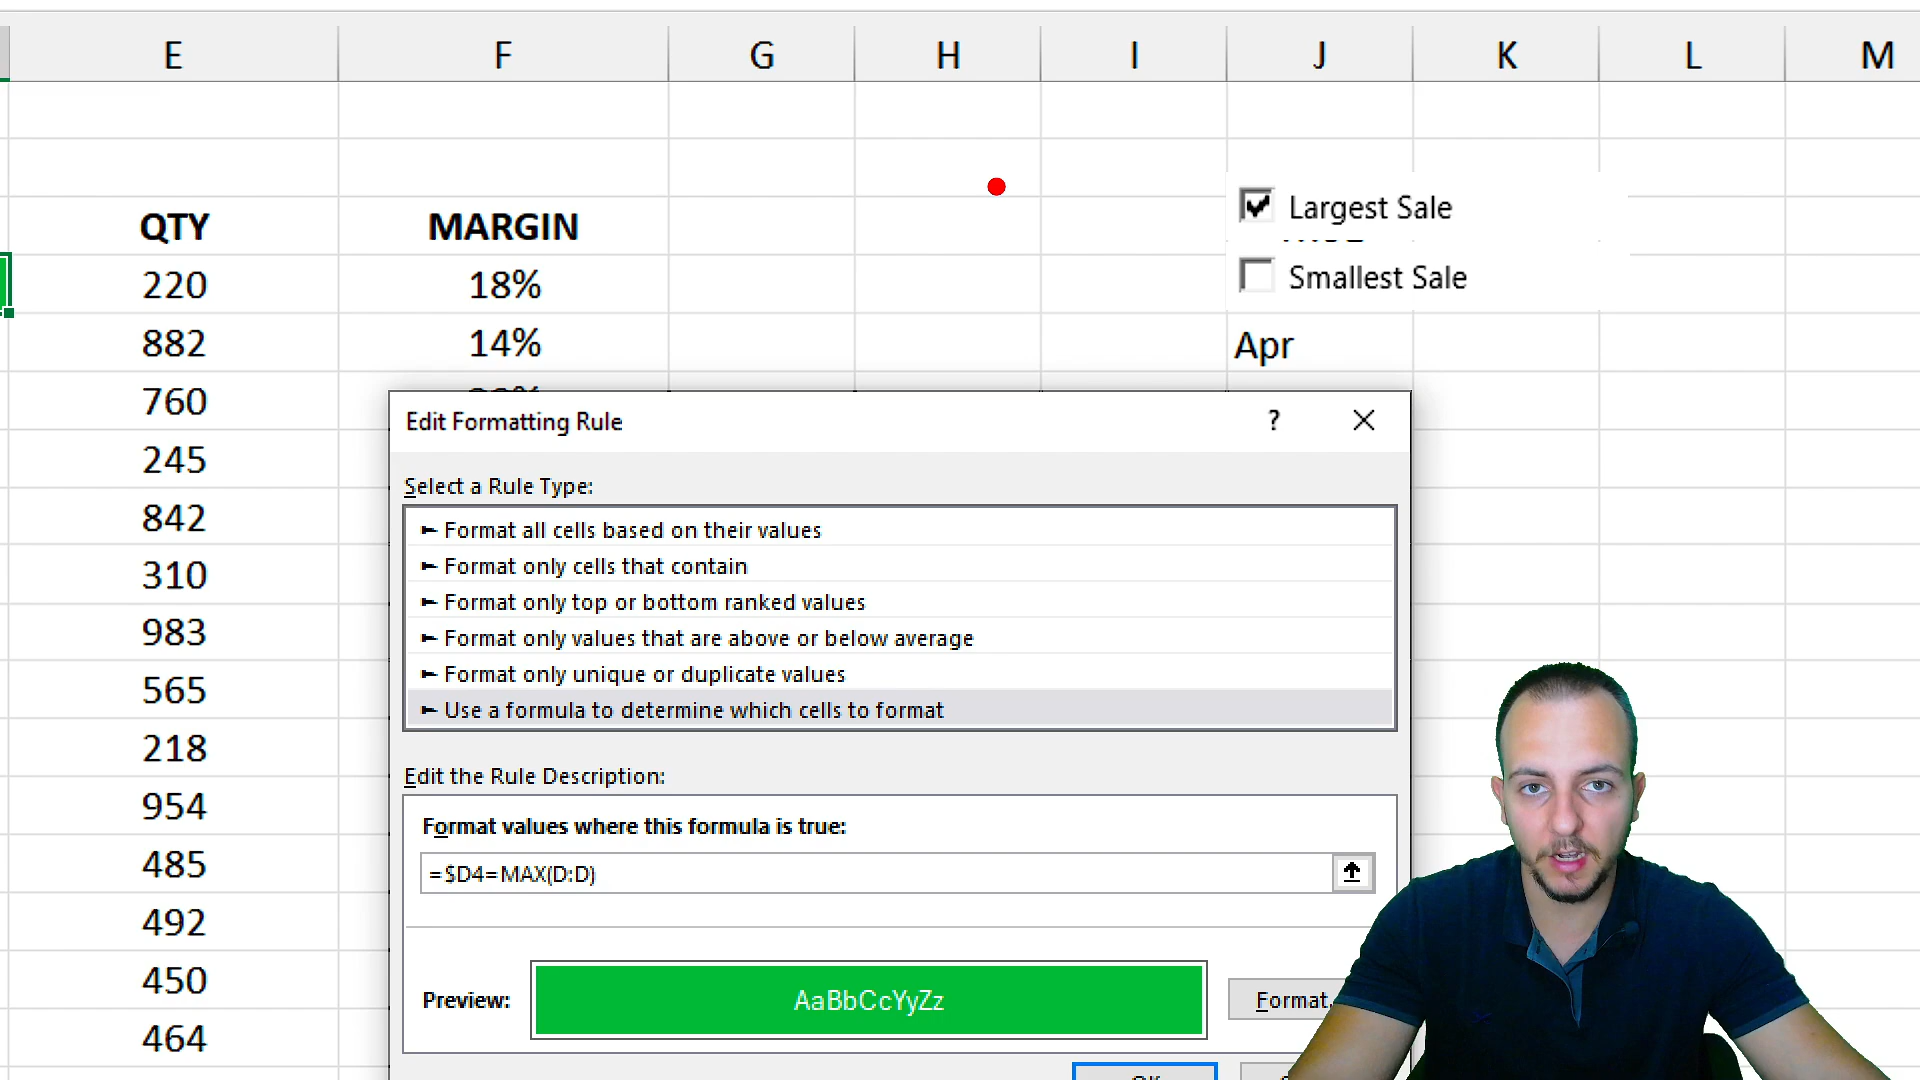 E F G H I J K L M
Largest Sale
QTY MARGIN
220 18%
Smallest Sale
882 14%
Apr
760
245
842
310
983
565
218
954
485
492
450
464
Edit Formatting Rule ?
Select a Rule Type:
► Format all cells based on their values
► Format only cells that contain
► Format only top or bottom ranked values
► Format only values that are above or below average
► Format only unique or duplicate values
► Use a formula to determine which cells to format
Edit the Rule Description:
Format values where this formula is true:
=$D4=MAX(D:D)
Preview: AaBbCcYyZz Format.